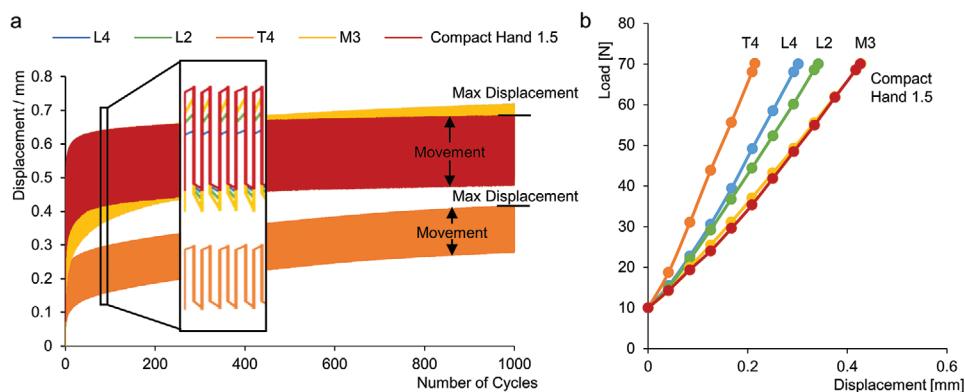 a
L4 L2 T4 M3 Compact Hand 1.5
Displacement / mm
0.8
0.7
0.6
0.5
0.4
0.3
0.2
0.1
0
Max Displacement
Movement
Max Displacement
Movement
0 200 400 600 800 1000
Number of Cycles
b
Load [N]
80
70
60
50
40
30
20
10
0
T4 L4 L2 M3
Compact
Hand 1.5
0 0.2 0.4 0.6
Displacement [mm]